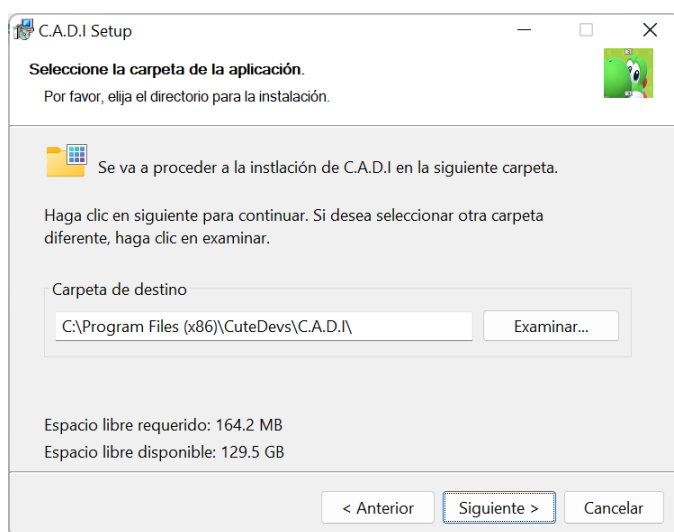 C.A.D.I Setup
Seleccione la carpeta de la aplicación.
Por favor, elija el directorio para la instalación.
Se va a proceder a la instlación de C.A.D.I en la siguiente carpeta.
Haga clic en siguiente para continuar. Si desea seleccionar otra carpeta
diferente, haga clic en examinar.
Carpeta de destino
C:\Program Files (x86)\CuteDevs\C.A.D.I\
Examinar...
Espacio libre requerido: 164.2 MB
Espacio libre disponible: 129.5 GB
< Anterior
Siguiente >
Cancelar